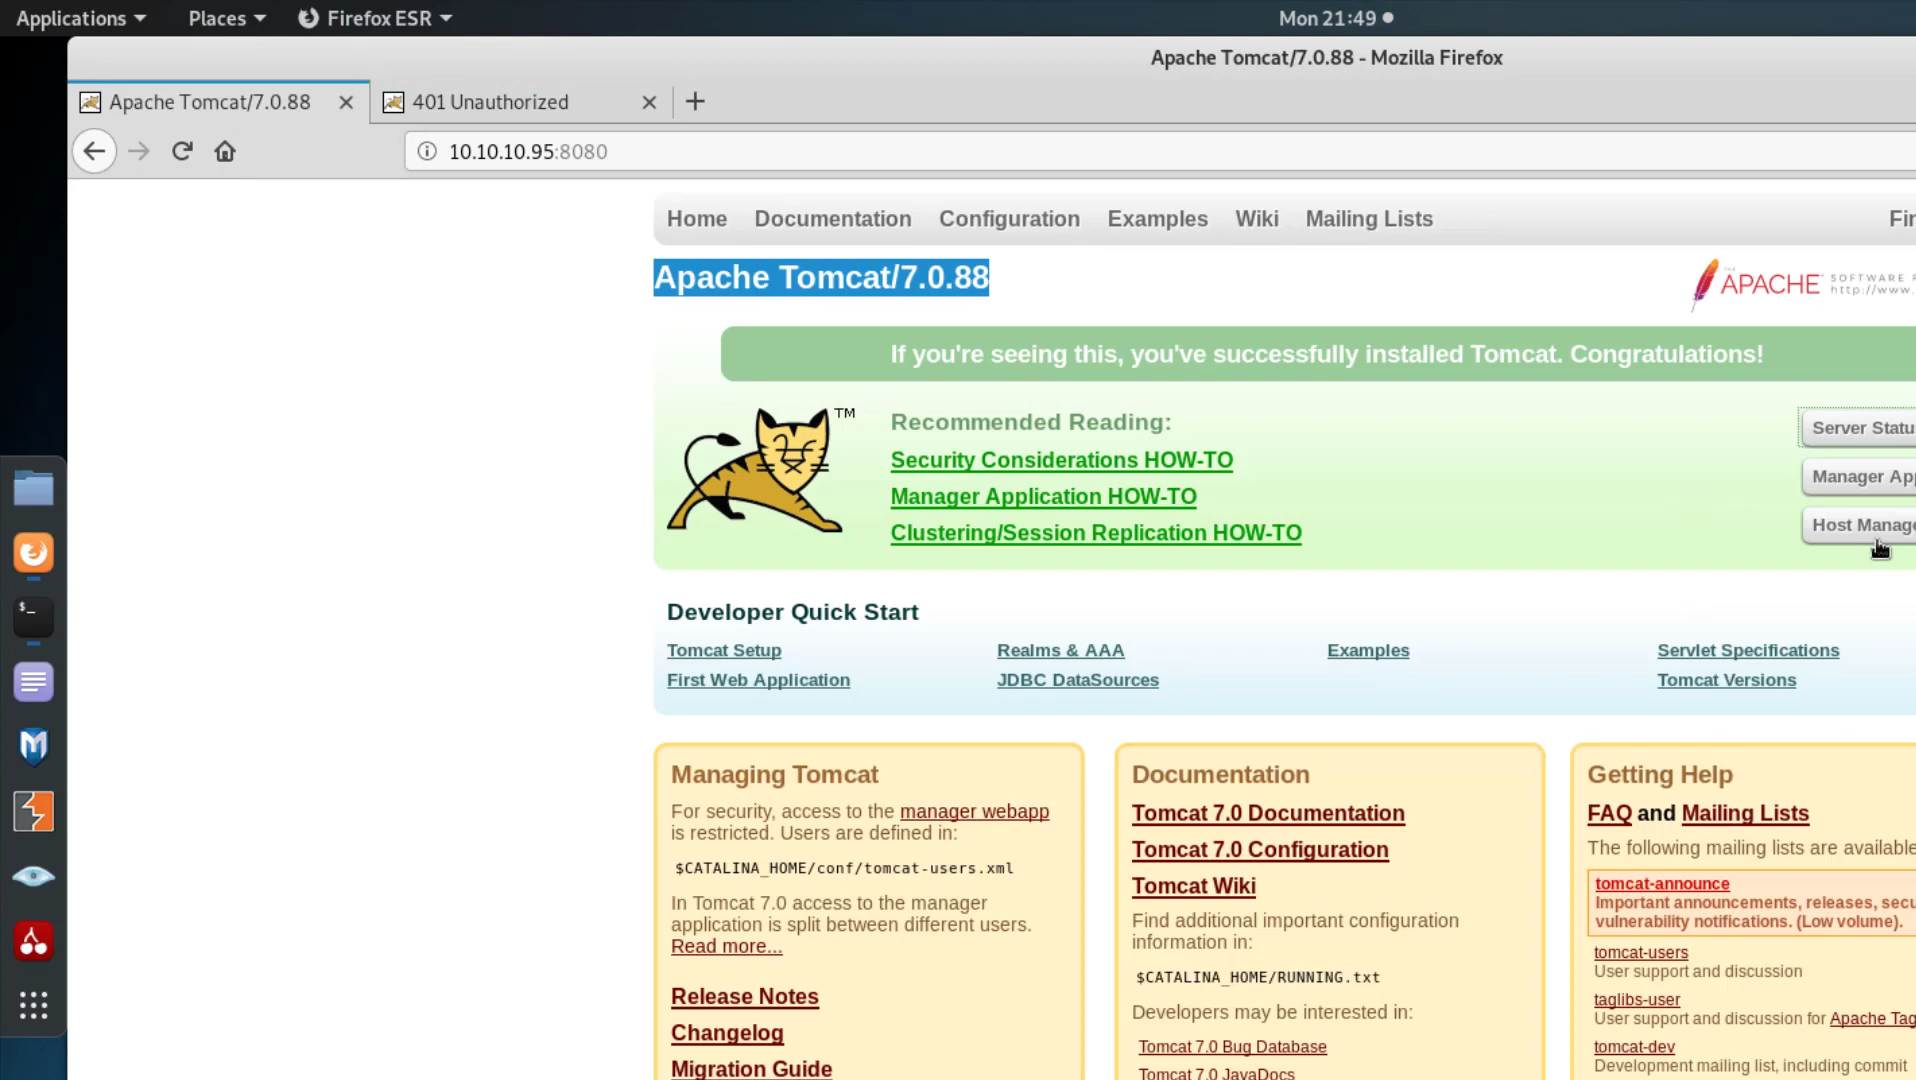 Applications Places Firefox ESR Mon 21:49
Apache Tomcat/7.0.88 - Mozilla Firefox
Apache Tomcat/7.0.88 401 Unauthorized
10.10.10.95:8080
Home Documentation Configuration Examples Wiki Mailing Lists
Apache Tomcat/7.0.88
APACHE SOFTWARE
http://www.
If you're seeing this, you've successfully installed Tomcat. Congratulations!
TM
Recommended Reading:
Security Considerations HOW-TO
Manager Application HOW-TO
Clustering/Session Replication HOW-TO
Server Statu
Manager App
Host Manage
Developer Quick Start
Tomcat Setup Realms & AAA Examples Servlet Specifications
First Web Application JDBC DataSources Tomcat Versions
Managing Tomcat
For security, access to the manager webapp
is restricted. Users are defined in:
$CATALINA_HOME/conf/tomcat-users.xml
In Tomcat 7.0 access to the manager
application is split between different users.
Read more...
Release Notes
Changelog
Migration Guide
Documentation
Tomcat 7.0 Documentation
Tomcat 7.0 Configuration
Tomcat Wiki
Find additional important configuration
information in:
$CATALINA_HOME/RUNNING.txt
Developers may be interested in:
Tomcat 7.0 Bug Database
Tomcat 7.0 JavaDocs
Getting Help
FAQ and Mailing Lists
The following mailing lists are available
tomcat-announce
Important announcements, releases, secu
vulnerability notifications. (Low volume).
tomcat-users
User support and discussion
taglibs-user
User support and discussion for Apache Tag
tomcat-dev
Development mailing list, including commit